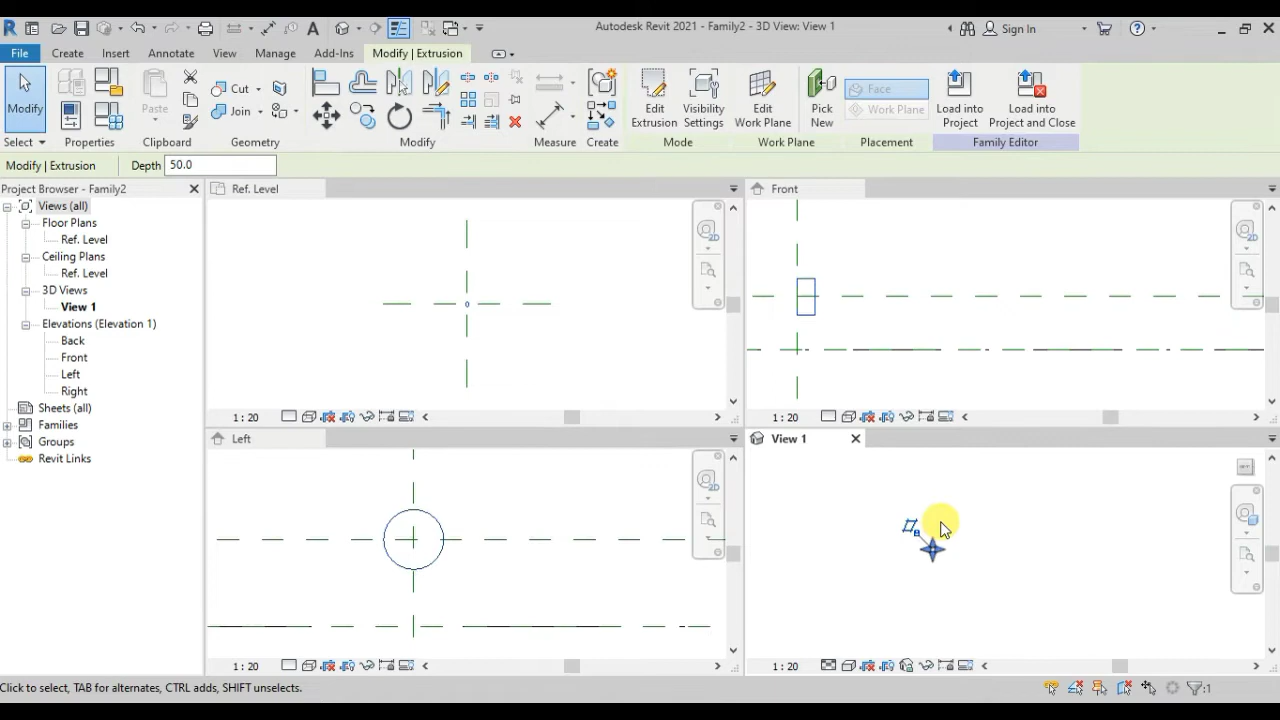 Autodesk Revit 2021 - Family2 - 3D View: View 1
Sign In
File Create Insert Annotate View Manage Add-Ins Modify | Extrusion
Modify
Paste
Cut
Join
Edit Extrusion
Visibility Settings
Edit Work Plane
Pick New
Face
Work Plane
Load into Project
Load into Project and Close
Select Properties Clipboard Geometry Modify Measure Create Mode Work Plane Placement Family Editor
Modify | Extrusion Depth 50.0
Project Browser - Family2
Views (all)
Floor Plans
Ref. Level
Ceiling Plans
Ref. Level
3D Views
View 1
Elevations (Elevation 1)
Back
Front
Left
Right
Sheets (all)
Families
Groups
Revit Links
Ref. Level
2D
1 : 20
Front
2D
1 : 20
Left
2D
1 : 20
View 1
1 : 20
Click to select, TAB for alternates, CTRL adds, SHIFT unselects.
:1